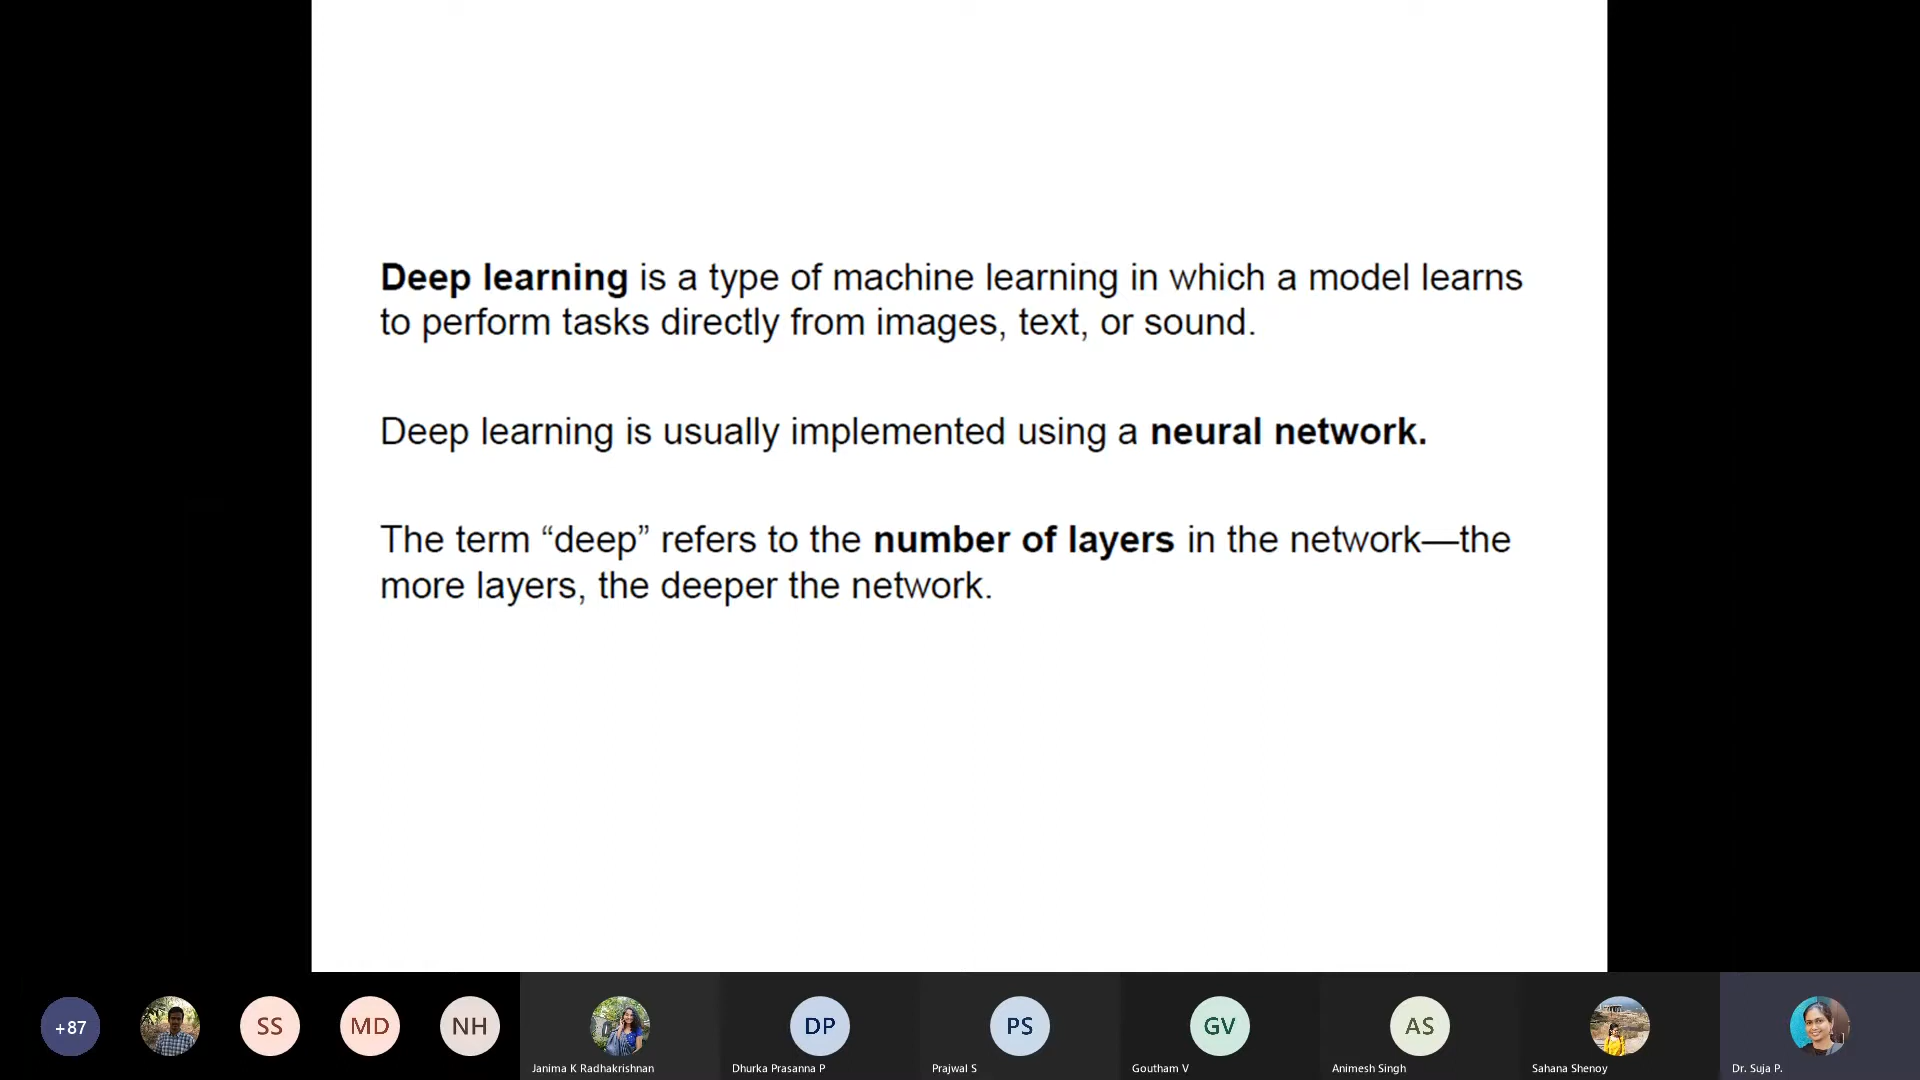 Deep learning is a type of machine learning in which a model learns
to perform tasks directly from images, text, or sound.
Deep learning is usually implemented using a neural network.
The term “deep” refers to the number of layers in the network—the
more layers, the deeper the network.
+87
SS
MD
NH
DP
PS
GV
AS
Janima K Radhakrishnan
Dhurka Prasanna P
Prajwal S
Goutham V
Animesh Singh
Sahana Shenoy
Dr. Suja P.